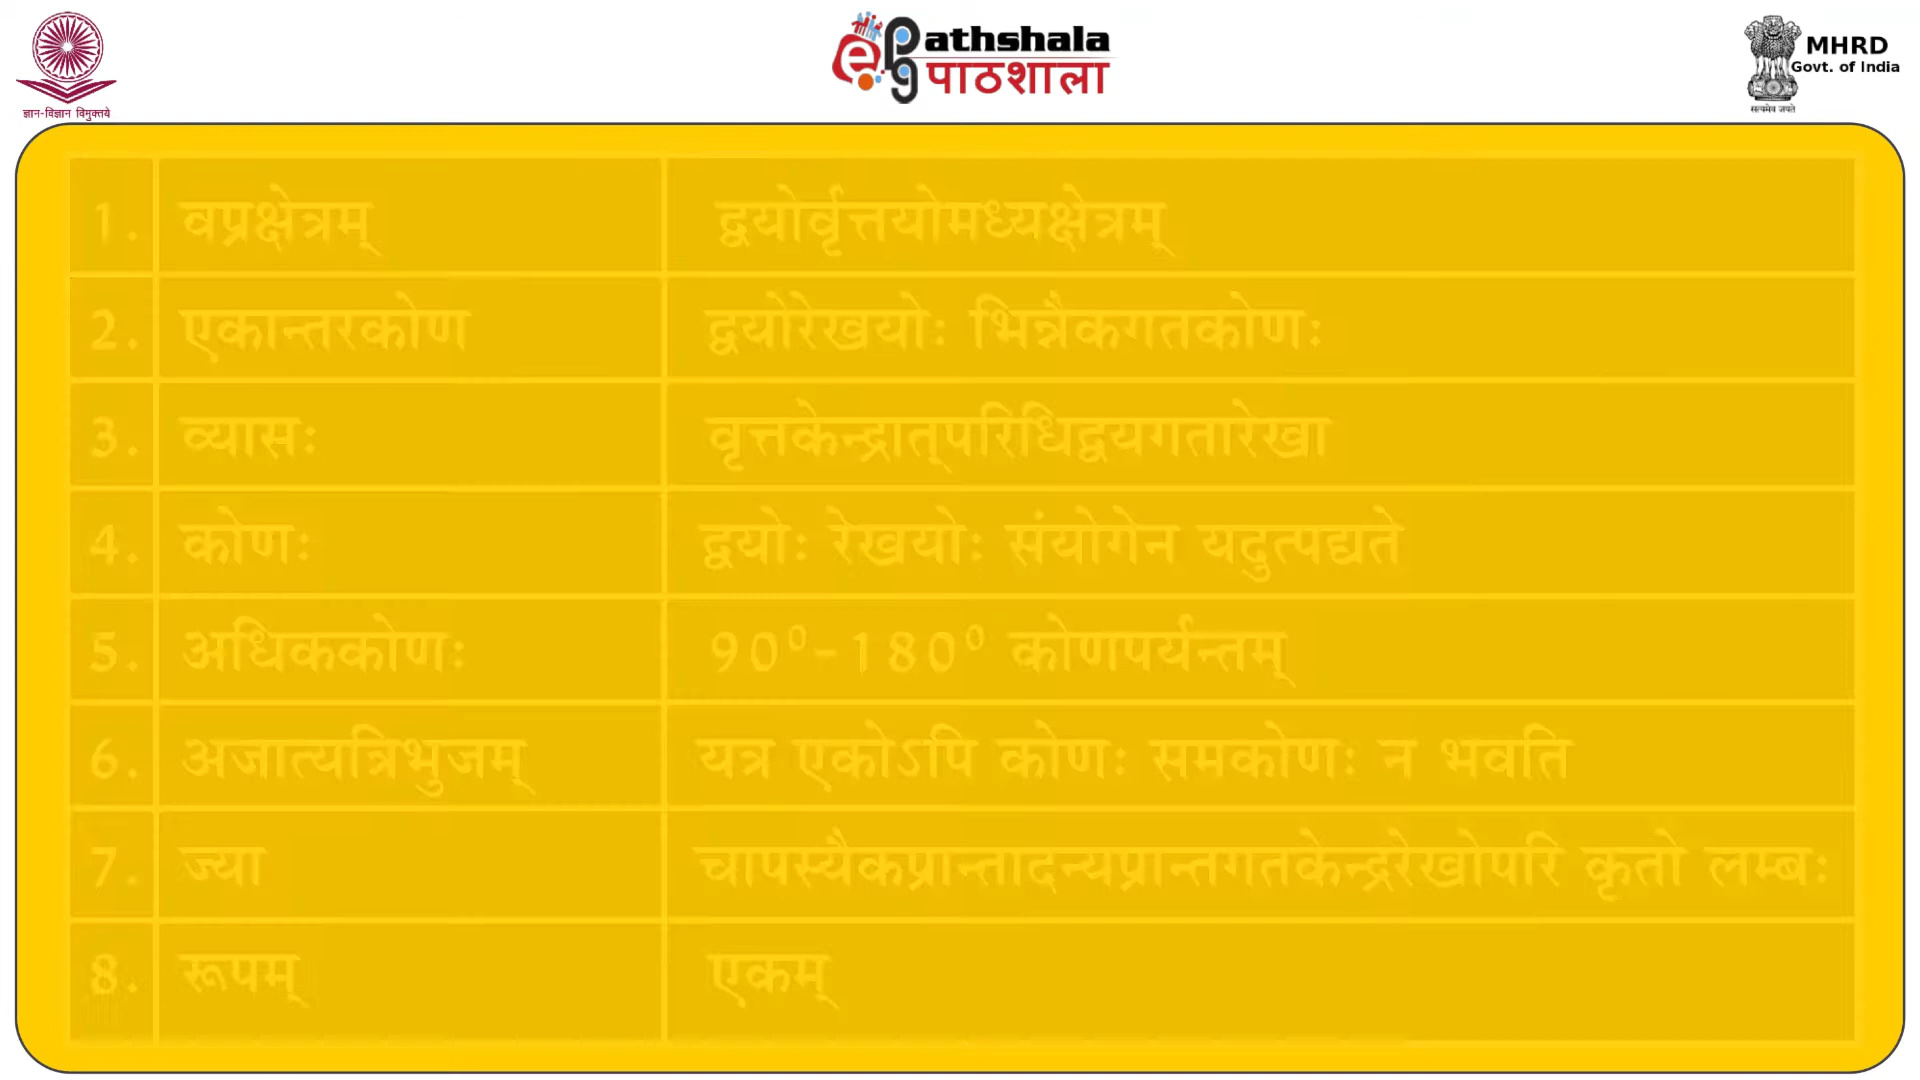 ज्ञान-विज्ञान विमुक्तये
ePathshala
पाठशाला
MHRD
Govt. of India
सत्यमेव जयते
1. वप्रक्षेत्रम् द्वयोर्वृत्तयोमध्यक्षेत्रम्
2. एकान्तरकोण द्वयोरेखयोः भिन्नैकगतकोणः
3. व्यासः वृत्तकेन्द्रात्परिधिद्वयगतारेखा
4. कोणः द्वयोः रेखयोः संयोगेन यदुत्पद्यते
5. अधिककोणः 90⁰-180⁰ कोणपर्यन्तम्
6. अजात्यत्रिभुजम् यत्र एकोऽपि कोणः समकोणः न भवति
7. ज्या चापस्यैकप्रान्तादन्यप्रान्तगतकेन्द्ररेखोपरि कृतो लम्बः
8. रूपम् एकम्